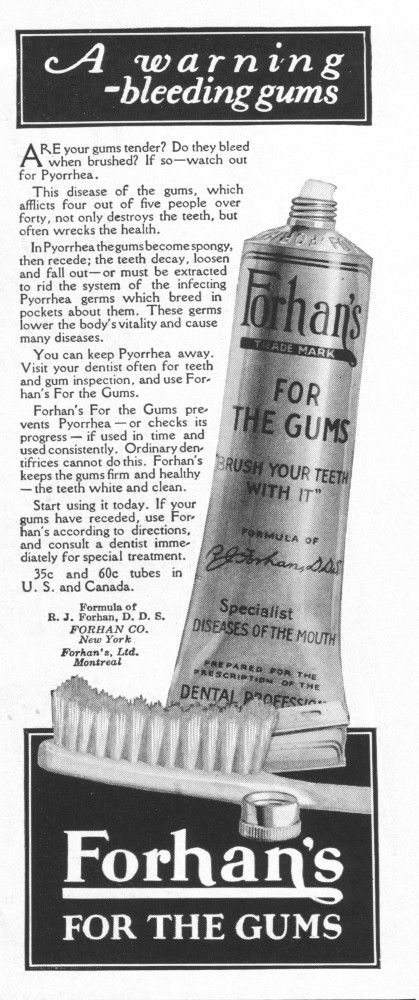 A warning
-bleeding gums
ARE your gums tender? Do they bleed
when brushed? If so—watch out
for Pyorrhea.
This disease of the gums, which
afflicts four out of five people over
forty, not only destroys the teeth, but
often wrecks the health.
In Pyorrhea the gums become spongy,
then recede; the teeth decay, loosen
and fall out—or must be extracted
to rid the system of the infecting
Pyorrhea germs which breed in
pockets about them. These germs
lower the body's vitality and cause
many diseases.
You can keep Pyorrhea away.
Visit your dentist often for teeth
and gum inspection, and use For-
han's For the Gums.
Forhan's For the Gums pre-
vents Pyorrhea—or checks its
progress—if used in time and
used consistently. Ordinary den-
tifrices cannot do this. Forhan's
keeps the gums firm and healthy
—the teeth white and clean.
Start using it today. If your
gums have receded, use For-
han's according to directions,
and consult a dentist imme-
diately for special treatment.
35c and 60c tubes in
U. S. and Canada.
Formula of
R. J. Forhan, D. D. S.
FORHAN CO.
New York
Forhan's, Ltd.
Montreal
Forhan's
TRADE MARK
FOR
THE GUMS
"BRUSH YOUR TEETH
WITH IT"
FORMULA OF
R J Forhan, D.D.S
Specialist
DISEASES OF THE MOUTH
PREPARED FOR THE
PRESCRIPTION OF THE
DENTAL PROFESSION
Forhan's
FOR THE GUMS